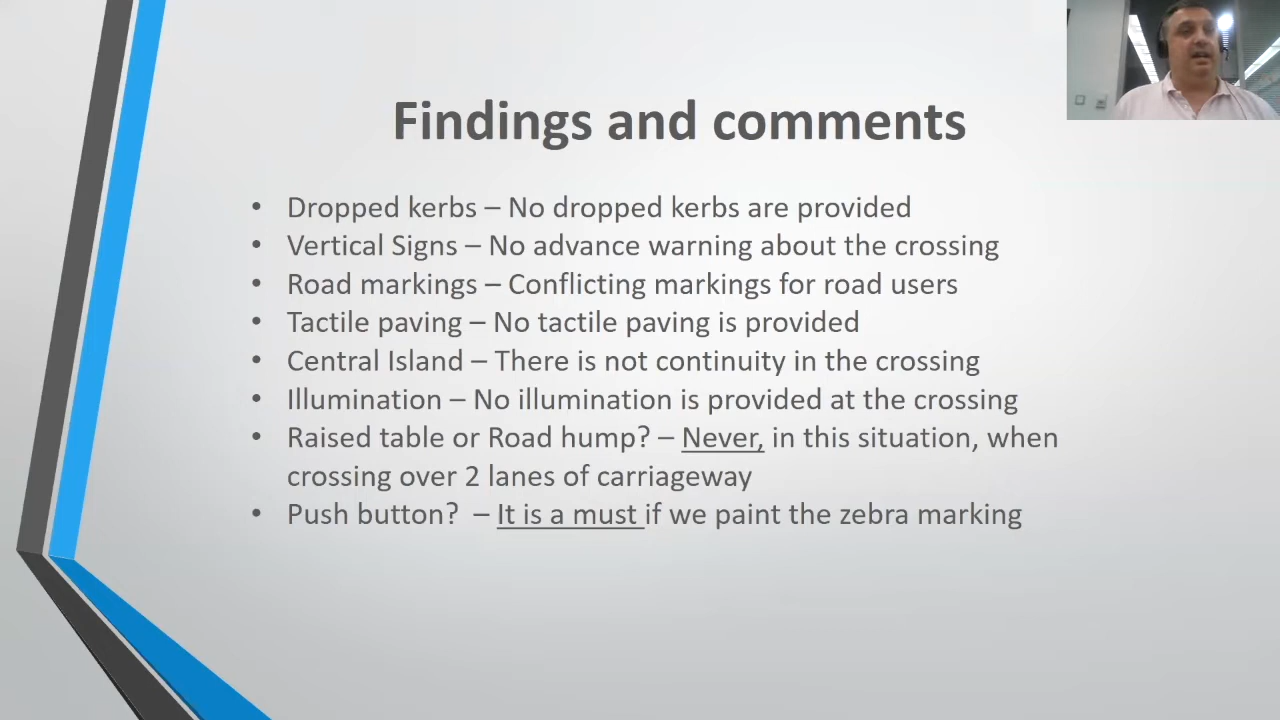 Findings and comments
• Dropped kerbs – No dropped kerbs are provided
• Vertical Signs – No advance warning about the crossing
• Road markings – Conflicting markings for road users
• Tactile paving – No tactile paving is provided
• Central Island – There is not continuity in the crossing
• Illumination – No illumination is provided at the crossing
• Raised table or Road hump? – Never, in this situation, when
crossing over 2 lanes of carriageway
• Push button?  – It is a must if we paint the zebra marking